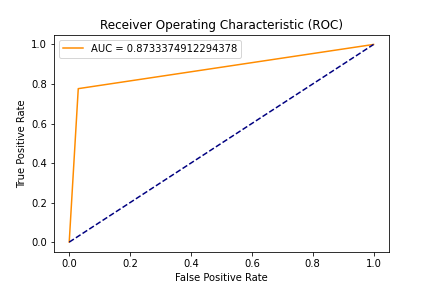 Receiver Operating Characteristic (ROC)
AUC = 0.8733374912294378
True Positive Rate
1.0
0.8
0.6
0.4
0.2
0.0
0.0 0.2 0.4 0.6 0.8 1.0
False Positive Rate